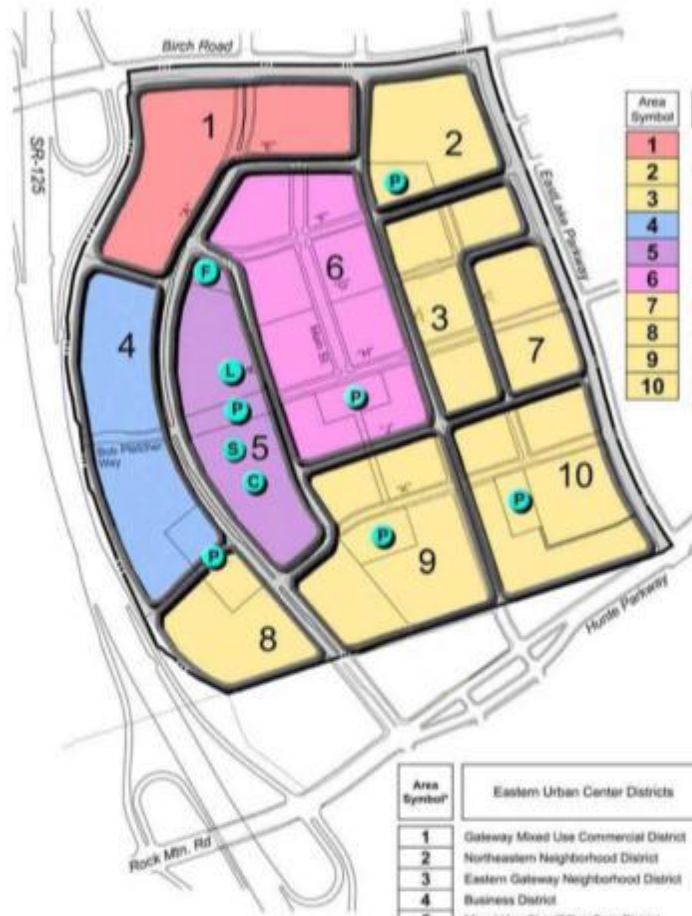 Birch Road
SR-125
EastLake Parkway
1
2
P
Area
Symbol
1
2
3
4
5
6
7
8
9
10
F
6
3
7
4
L
P
P
Main St
S
5
C
Bob Pletcher
Way
10
P
P
9
P
8
Hunte Parkway
Rock Mtn. Rd
Area
Symbol*
Eastern Urban Center Districts
1
Gateway Mixed Use Commercial District
2
Northeastern Neighborhood District
3
Eastern Gateway Neighborhood District
4
Business District